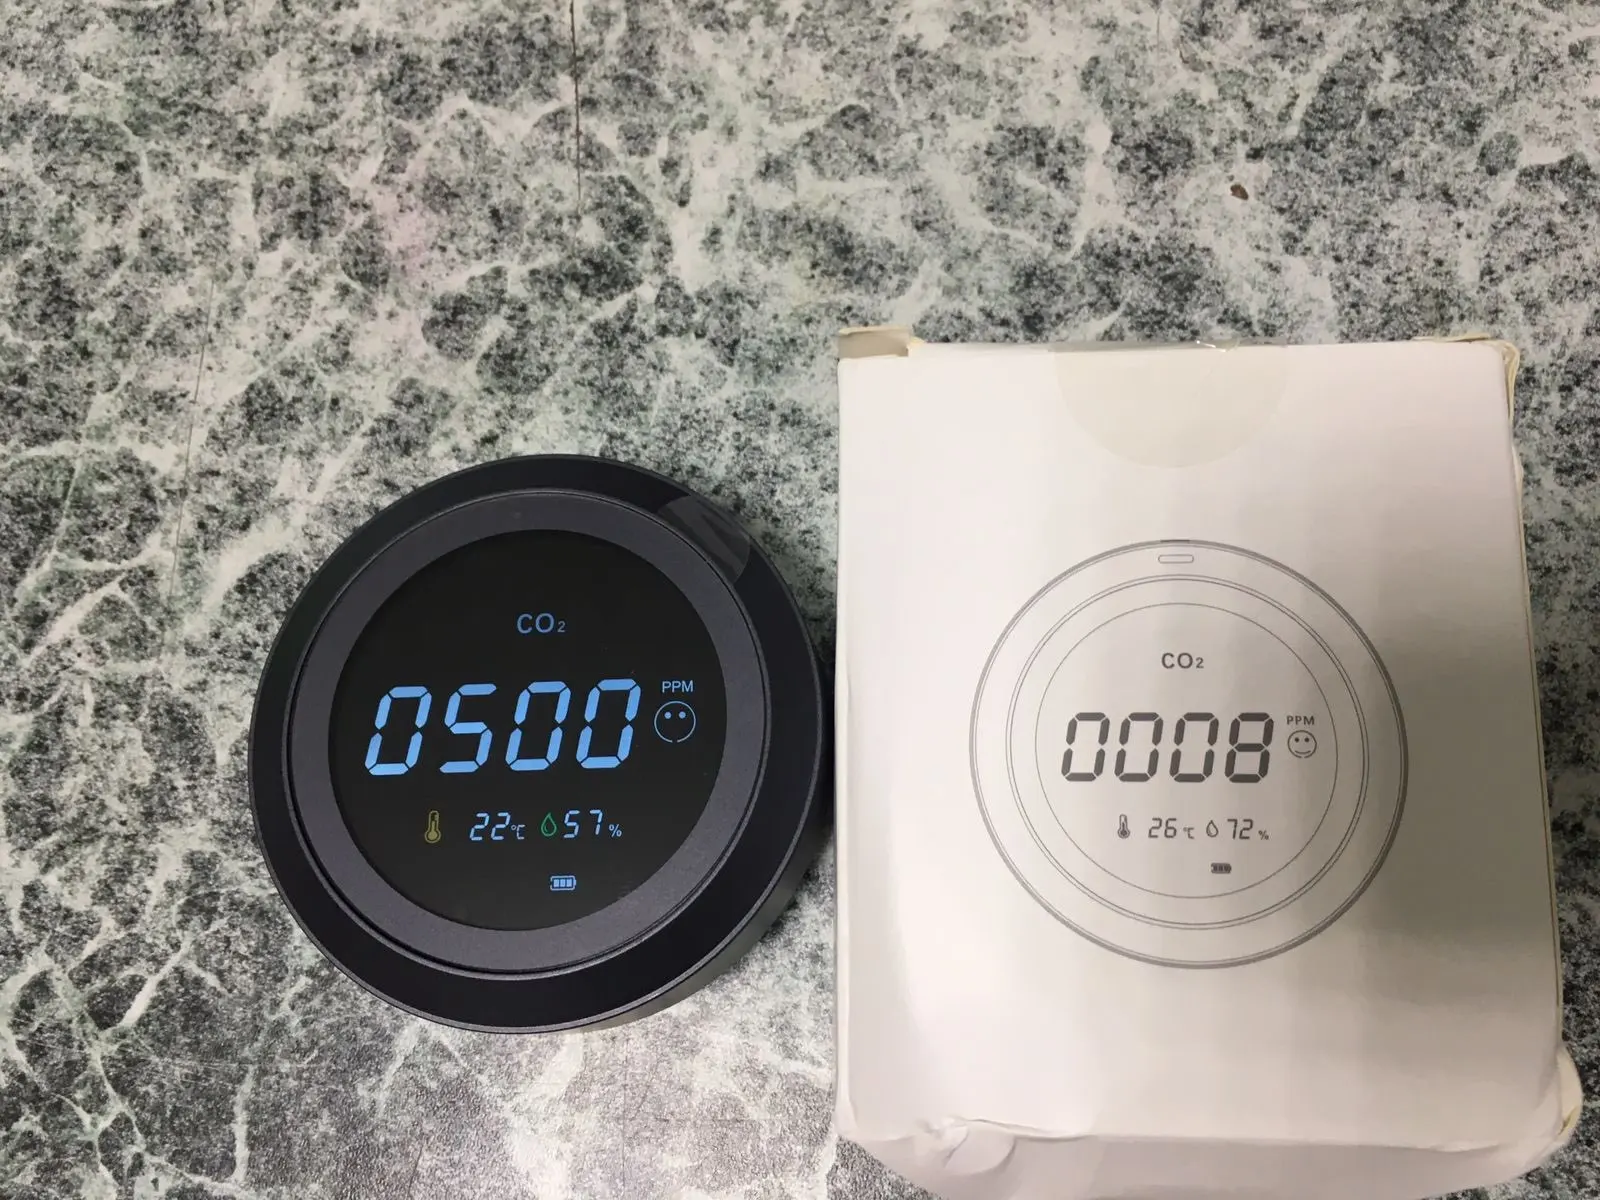 CO₂
0500 PPM
22℃ 57%
CO₂
0008 PPM
26℃ 72%